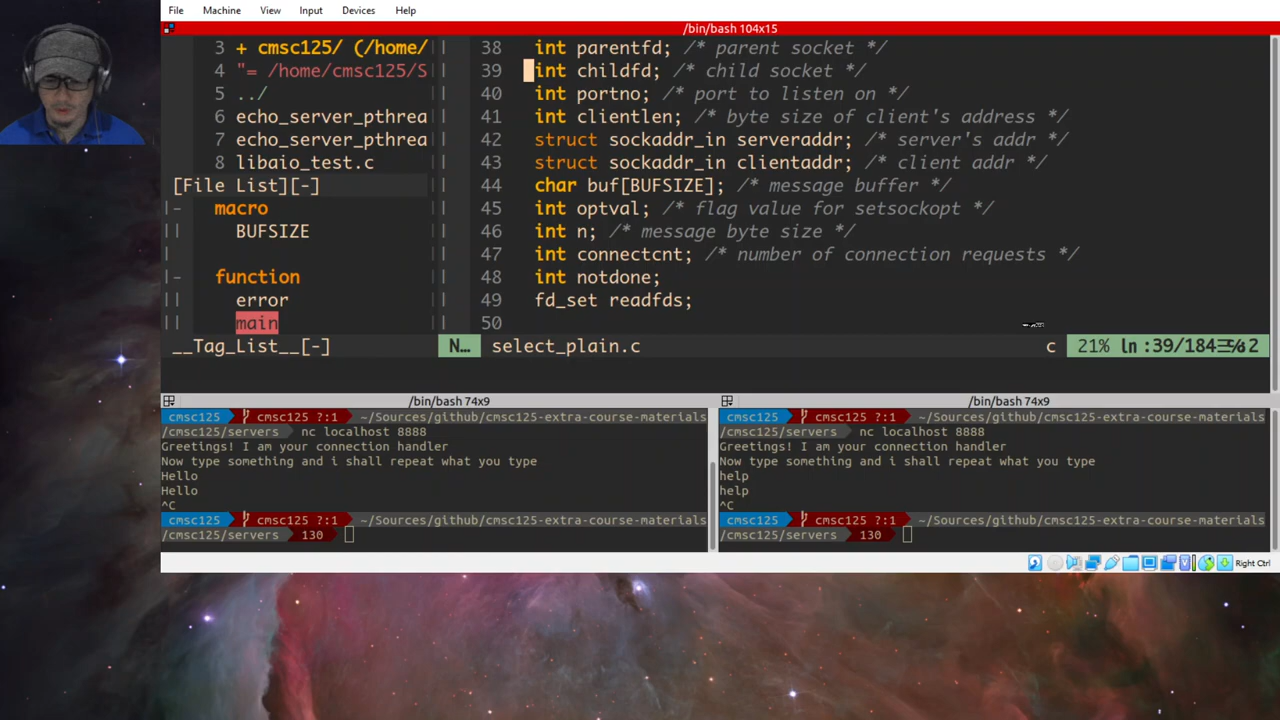 File Machine View Input Devices Help
/bin/bash 104x15
3 + cmsc125/ (/home/
4 "= /home/cmsc125/S
5 ../
6 echo_server_pthrea
7 echo_server_pthrea
8 libaio_test.c
[File List][-]
|- macro
|| BUFSIZE
|
|- function
|| error
|| main
__Tag_List__[-]
38 int parentfd; /* parent socket */
39 int childfd; /* child socket */
40 int portno; /* port to listen on */
41 int clientlen; /* byte size of client's address */
42 struct sockaddr_in serveraddr; /* server's addr */
43 struct sockaddr_in clientaddr; /* client addr */
44 char buf[BUFSIZE]; /* message buffer */
45 int optval; /* flag value for setsockopt */
46 int n; /* message byte size */
47 int connectcnt; /* number of connection requests */
48 int notdone;
49 fd_set readfds;
50
N… select_plain.c c 21% ln :39/184
/bin/bash 74x9
cmsc125 cmsc125 ?:1 ~/Sources/github/cmsc125-extra-course-materials
/cmsc125/servers nc localhost 8888
Greetings! I am your connection handler
Now type something and i shall repeat what you type
Hello
Hello
^C
cmsc125 cmsc125 ?:1 ~/Sources/github/cmsc125-extra-course-materials
/cmsc125/servers 130
/bin/bash 74x9
cmsc125 cmsc125 ?:1 ~/Sources/github/cmsc125-extra-course-materials
/cmsc125/servers nc localhost 8888
Greetings! I am your connection handler
Now type something and i shall repeat what you type
help
help
^C
cmsc125 cmsc125 ?:1 ~/Sources/github/cmsc125-extra-course-materials
/cmsc125/servers 130
Right Ctrl